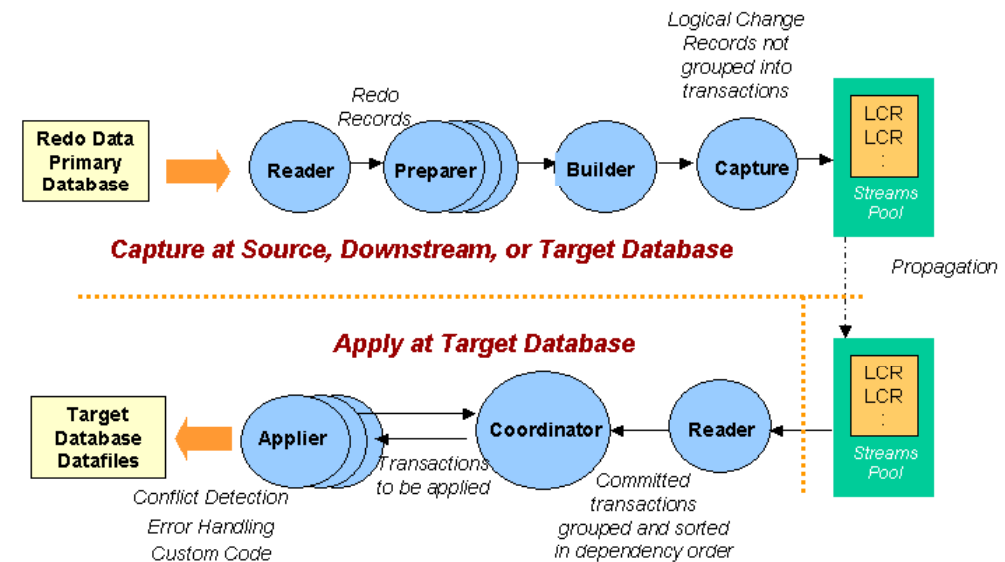 Logical Change
Records not
grouped into
transactions
Redo
Records
Redo Data
Primary
Database
Reader
Preparer
Builder
Capture
LCR
LCR
:
Streams
Pool
Capture at Source, Downstream, or Target Database
Propagation
Apply at Target Database
Target
Database
Datafiles
Applier
Coordinator
Reader
LCR
LCR
:
Streams
Pool
Transactions
to be applied
Conflict Detection
Error Handling
Custom Code
Committed
transactions
grouped and sorted
in dependency order